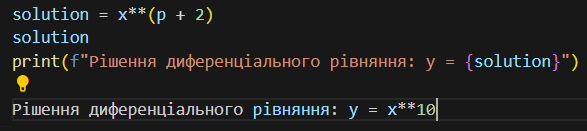 solution = x**(p + 2)
solution
print(f"Рішення диференціального рівняння: y = {solution}")
Рішення диференціального рівняння: y = x**10